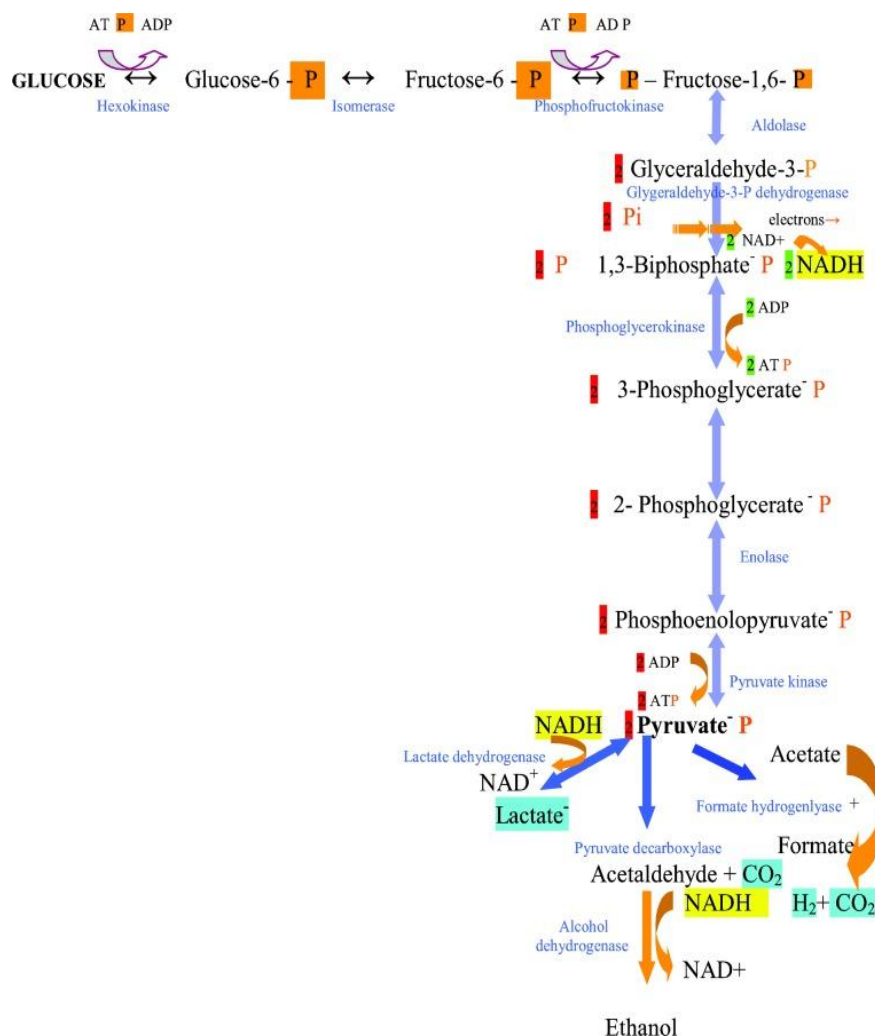 AT P ADP AT P AD P
GLUCOSE ↔ Glucose-6 - P ↔ Fructose-6 - P ↔ P – Fructose-1,6- P
Hexokinase Isomerase Phosphofructokinase
Aldolase
2 Glyceraldehyde-3-P
Glygeraldehyde-3-P dehydrogenase
2 Pi electrons→
2 NAD+
2 P 1,3-Biphosphate- P 2 NADH
2 ADP
Phosphoglycerokinase
2 AT P
2 3-Phosphoglycerate- P
2 2- Phosphoglycerate - P
Enolase
2 Phosphoenolopyruvate- P
2 ADP
Pyruvate kinase
2 ATP
NADH 2 Pyruvate- P
Lactate dehydrogenase Acetate
NAD+
Lactate- Formate hydrogenlyase +
Pyruvate decarboxylase Formate
Acetaldehyde + CO2
NADH H2+ CO2
Alcohol
dehydrogenase
NAD+
Ethanol